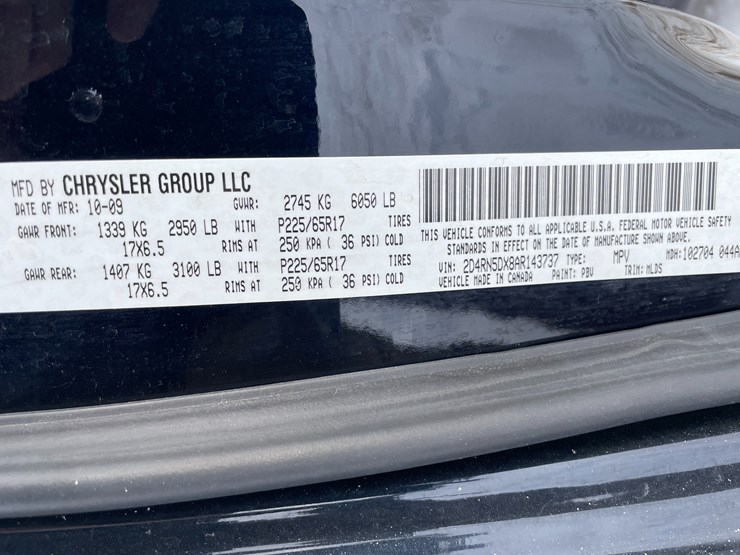 MFD BY CHRYSLER GROUP LLC
DATE OF MFR: 10-09 GVWR: 2745 KG 6050 LB
GAWR FRONT: 1339 KG 2950 LB WITH P225/65R17 TIRES
17X6.5 RIMS AT 250 KPA ( 36 PSI) COLD
GAWR REAR: 1407 KG 3100 LB WITH P225/65R17 TIRES
17X6.5 RIMS AT 250 KPA ( 36 PSI) COLD
THIS VEHICLE CONFORMS TO ALL APPLICABLE U.S.A. FEDERAL MOTOR VEHICLE SAFETY
STANDARDS IN EFFECT ON THE DATE OF MANUFACTURE SHOWN ABOVE.
VIN: 2D4RN5DX8AR143737 TYPE: MPV MDH:102704 044A
VEHICLE MADE IN CANADA PAINT: PBV TRIM: MLDS